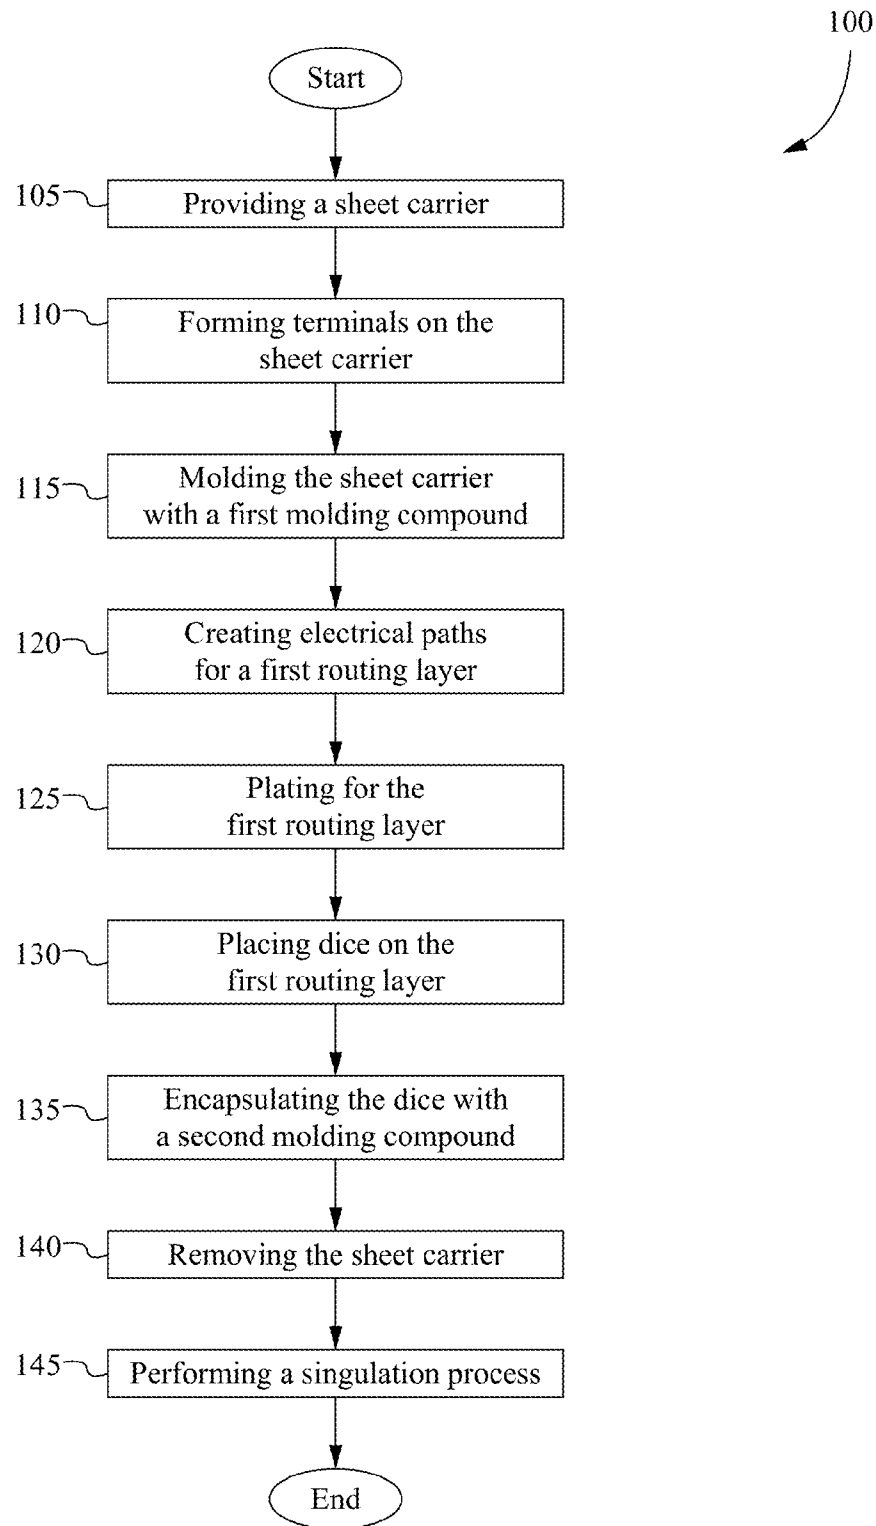 100
Start
105
Providing a sheet carrier
110
Forming terminals on the
sheet carrier
115
Molding the sheet carrier
with a first molding compound
120
Creating electrical paths
for a first routing layer
125
Plating for the
first routing layer
130
Placing dice on the
first routing layer
135
Encapsulating the dice with
a second molding compound
140
Removing the sheet carrier
145
Performing a singulation process
End